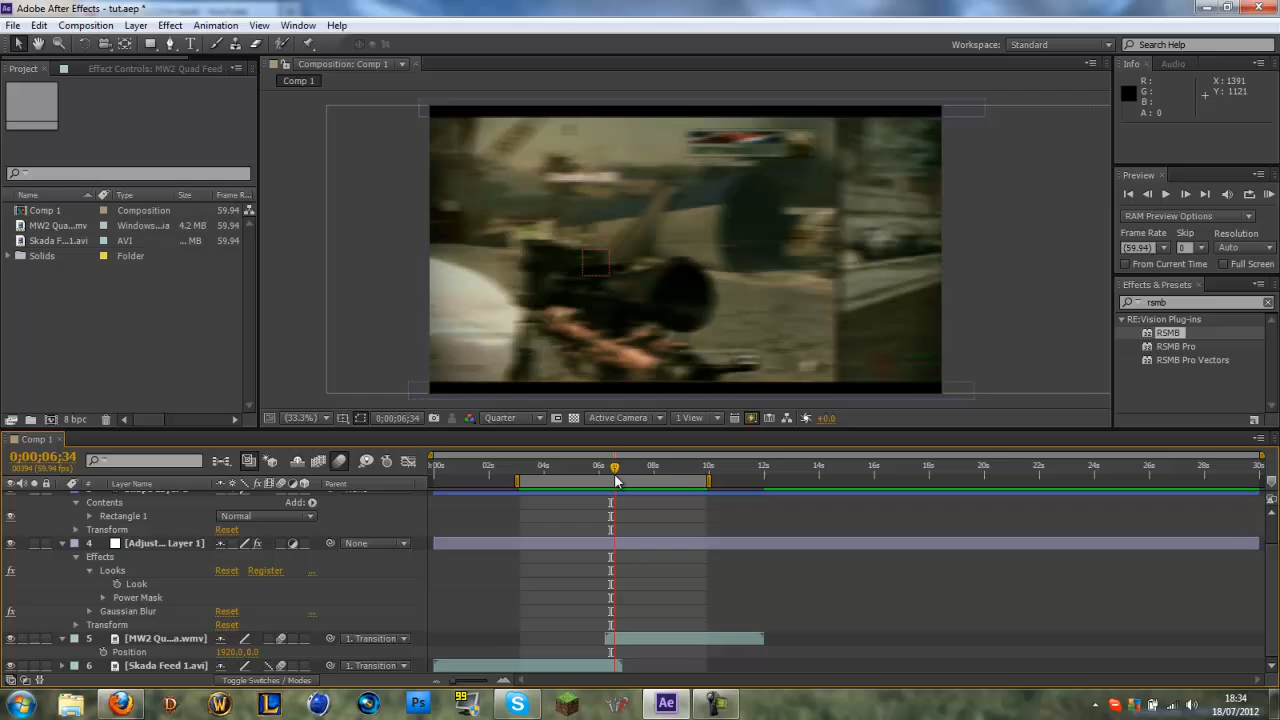 Adobe After Effects - tut.aep *
File Edit Composition Layer Effect Animation View Window Help
Workspace: Standard Search Help
Project Effect Controls: MW2 Quad Feed
Composition: Comp 1
Comp 1
Info Audio
R: X: 1391
G: Y: 1121
B:
A: 0
Preview
RAM Preview Options
Frame Rate Skip Resolution
(59.94) 0 Auto
From Current Time Full Screen
Effects & Presets
rsmb
RE:Vision Plug-ins
RSMB
RSMB Pro
RSMB Pro Vectors
Name Type Size Frame R...
Comp 1 Composition 59.94
MW2 Qua...mv Windows...ia 4.2 MB 59.94
Skada F...1.avi AVI ... MB 59.94
Solids Folder
8 bpc
(33.3%) 0;00;06;34 Quarter Active Camera 1 View +0.0
Comp 1
0;00;06;34
00394 (59.94 fps)
:00s 02s 04s 06s 08s 10s 12s 14s 16s 18s 20s 22s 24s 26s 28s 30s
# Layer Name Parent
Contents Add:
Rectangle 1 Normal
Transform Reset
4 [Adjust... Layer 1] None
Effects
Looks Reset Register ...
Look
Power Mask
Gaussian Blur Reset ...
Transform Reset
5 [MW2 Qu...a.wmv] 1. Transition
Position 1920.0,0.0
6 [Skada Feed 1.avi] 1. Transition
Toggle Switches / Modes
18:34
18/07/2012